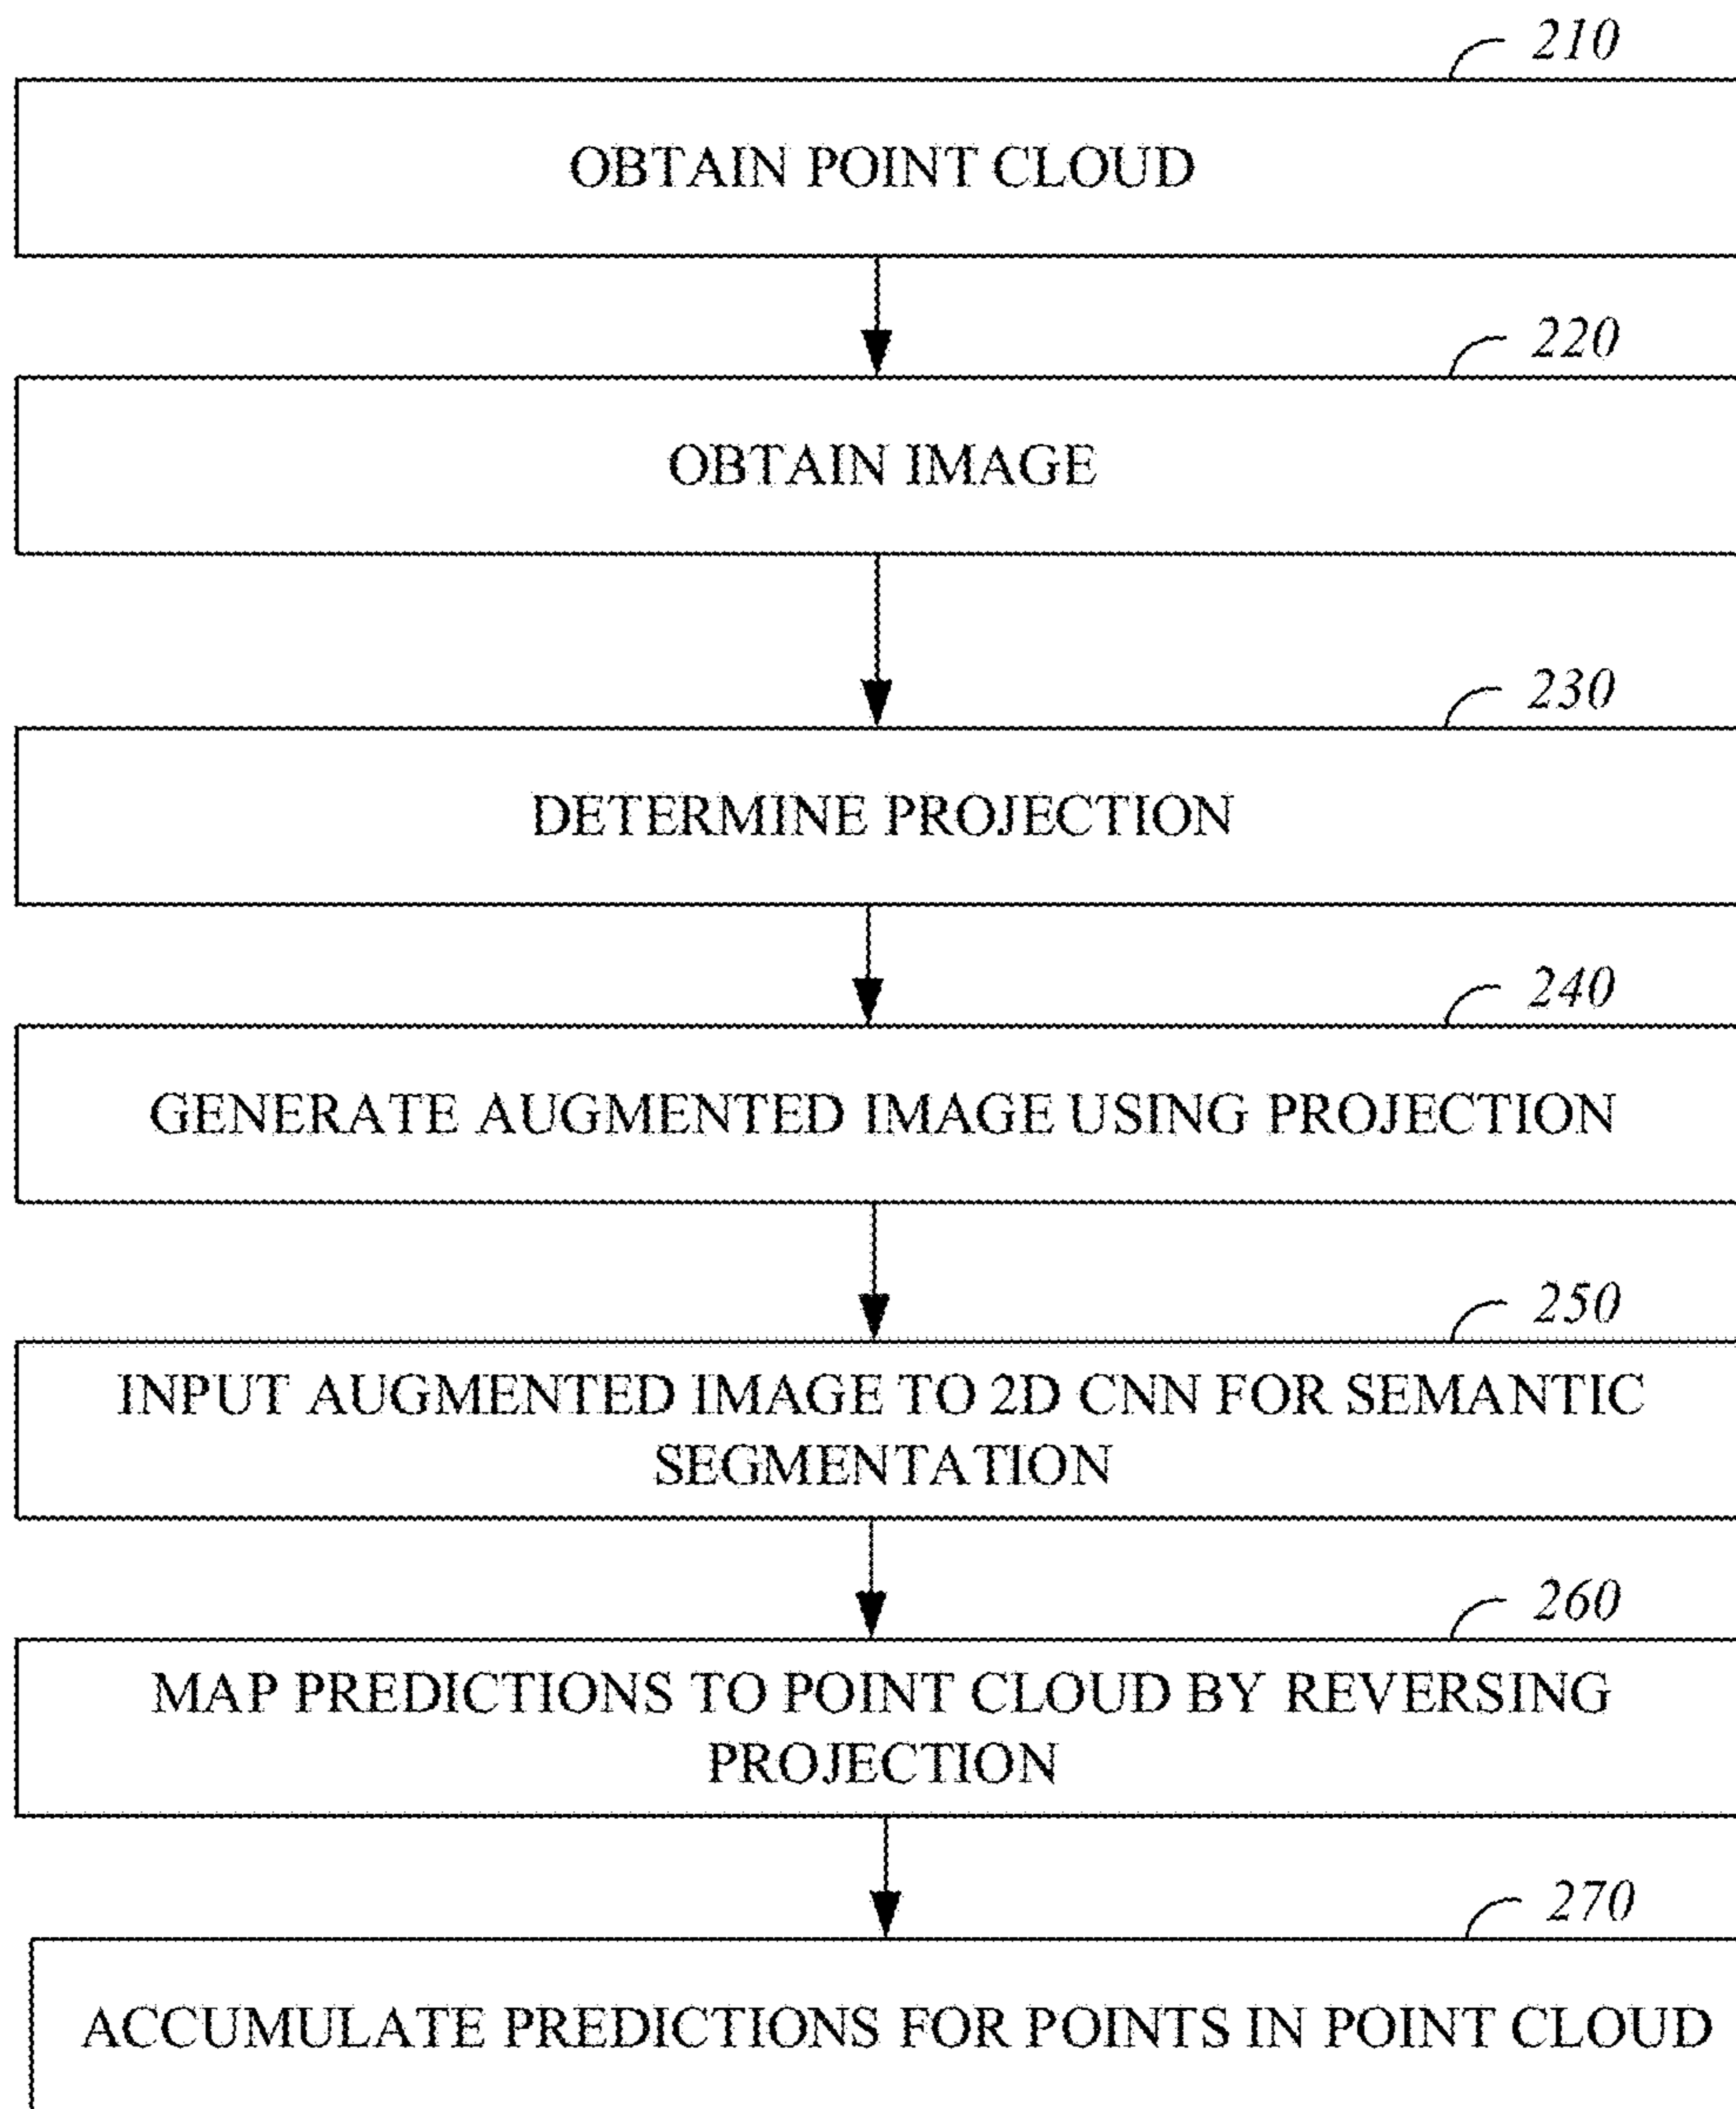 210
OBTAIN POINT CLOUD
220
OBTAIN IMAGE
230
DETERMINE PROJECTION
240
GENERATE AUGMENTED IMAGE USING PROJECTION
250
INPUT AUGMENTED IMAGE TO 2D CNN FOR SEMANTIC
SEGMENTATION
260
MAP PREDICTIONS TO POINT CLOUD BY REVERSING
PROJECTION
270
ACCUMULATE PREDICTIONS FOR POINTS IN POINT CLOUD